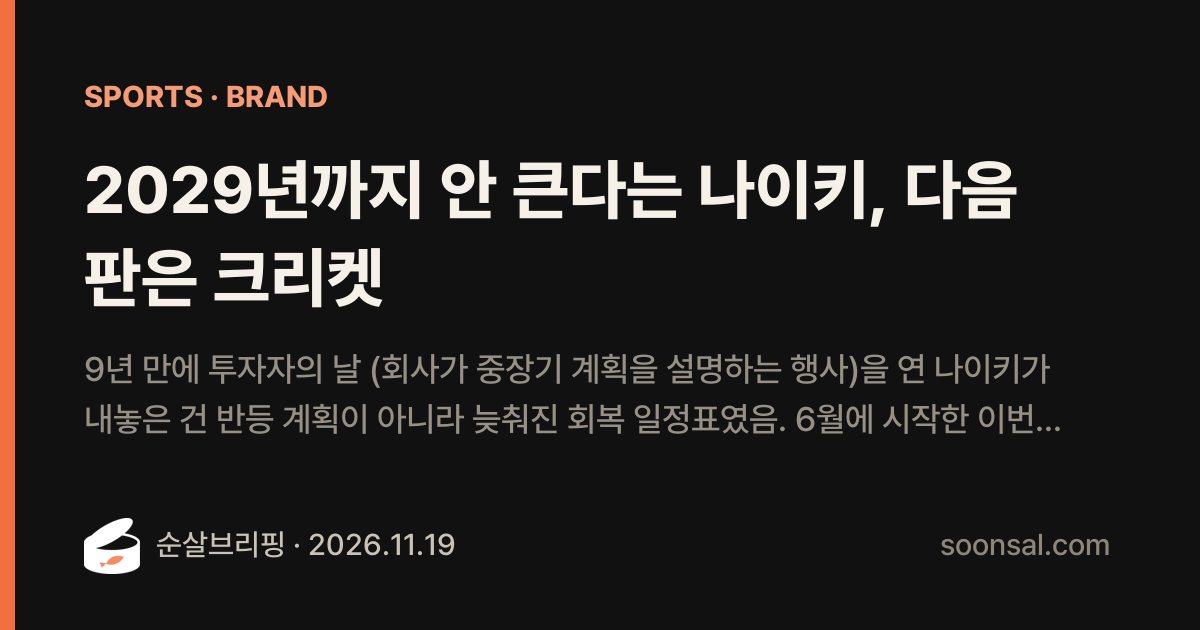 SPORTS · BRAND
2029년까지 안 큰다는 나이키, 다음
판은 크리켓
9년 만에 투자자의 날 (회사가 중장기 계획을 설명하는 행사)을 연 나이키가
내놓은 건 반등 계획이 아니라 늦춰진 회복 일정표였음. 6월에 시작한 이번...
순살브리핑 · 2026.11.19
soonsal.com